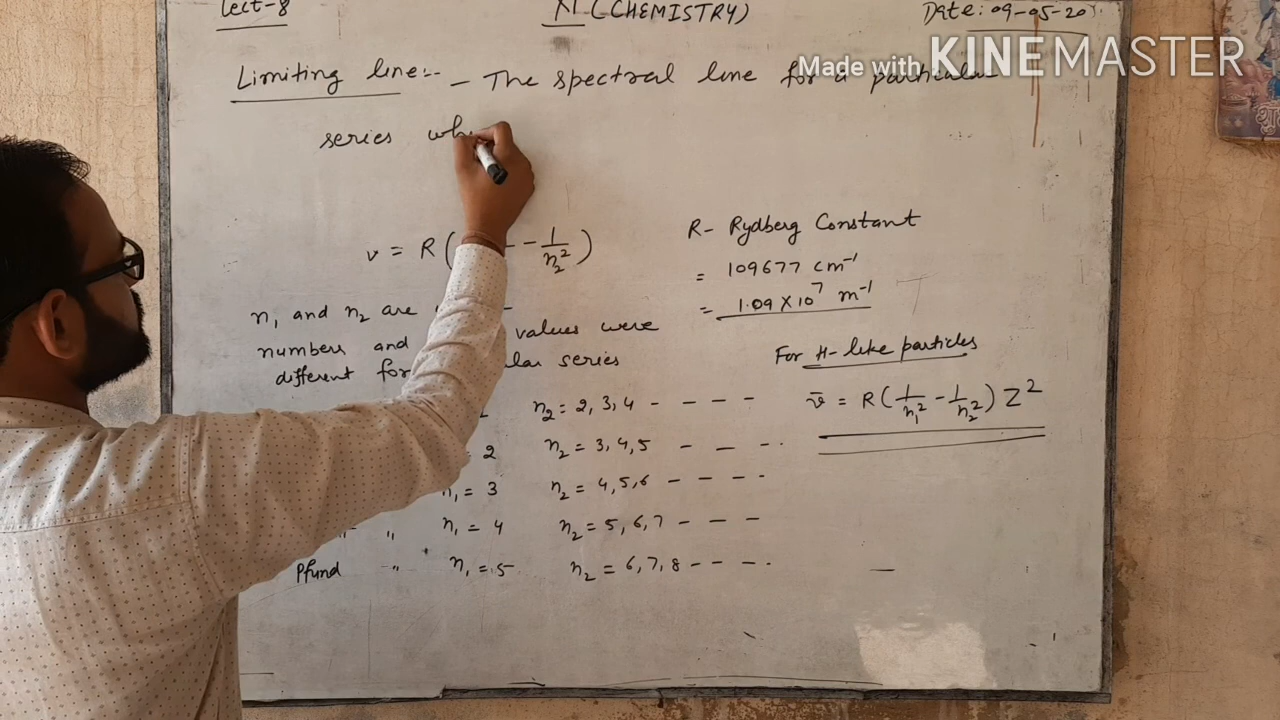 Lect-8
XI (CHEMISTRY)
Date: 09-05-20
Made with KINEMASTER
Limiting line:- - The spectral line for a particular
series
ν = R ( - 1/n₂²)
R - Rydberg Constant
= 109677 cm⁻¹
= 1.09 × 10⁷ m⁻¹
n₁ and n₂ are
numbers and values were
different for series
For H-like particles
ν̄ = R (1/n₁² - 1/n₂²) Z²
n₂ = 2, 3, 4 - - - -
= 2 n₂ = 3, 4, 5 - - - .
n₁ = 3 n₂ = 4, 5, 6 - - - -
" n₁ = 4 n₂ = 5, 6, 7 - - -
Pfund " n₁ = 5 n₂ = 6, 7, 8 - - - .